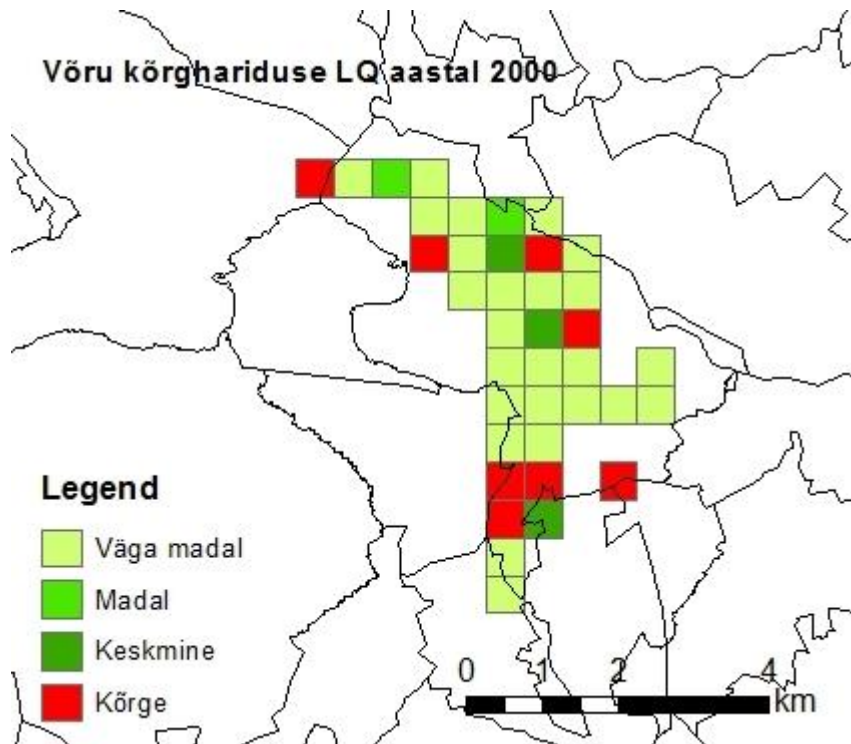 Võru kõrghariduse LQ aastal 2000
Legend
Väga madal
Madal
Keskmine
Kõrge
0 1 2 4
km